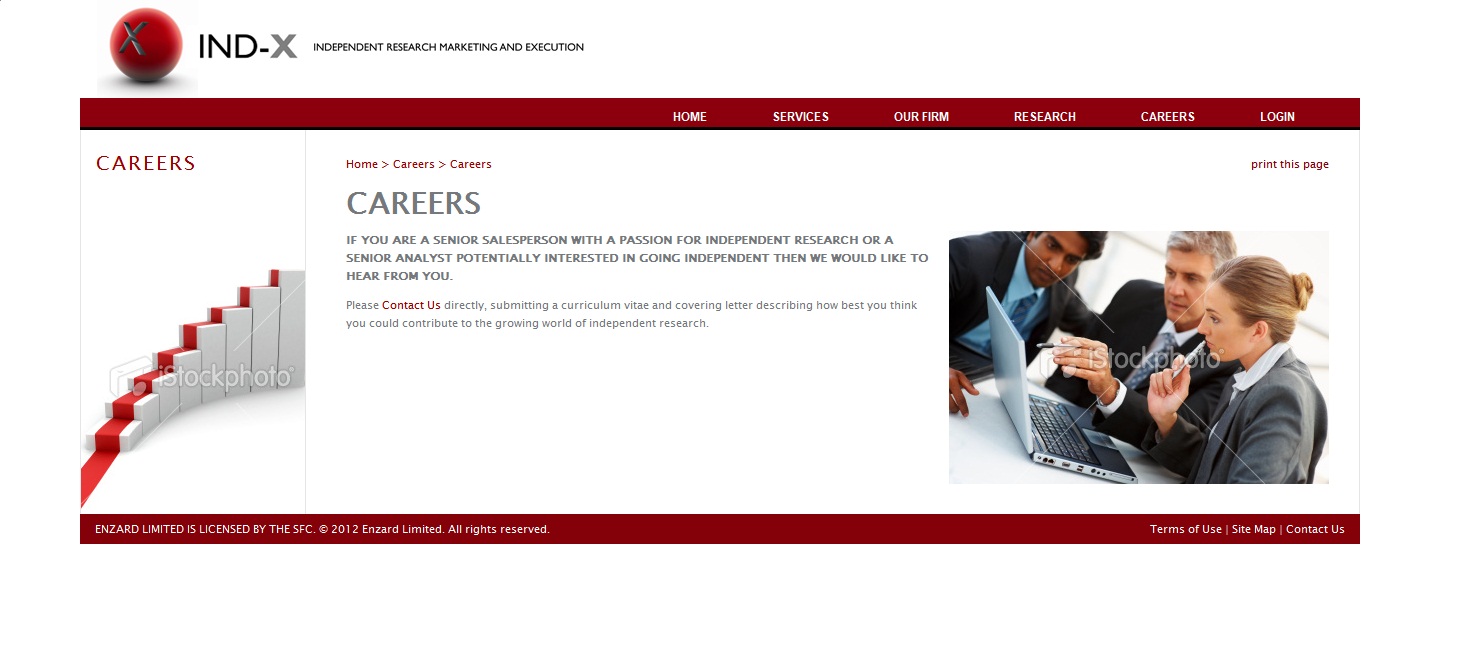 X
IND-X INDEPENDENT RESEARCH MARKETING AND EXECUTION
HOME SERVICES OUR FIRM RESEARCH CAREERS LOGIN
CAREERS
iStockphoto®
Home > Careers > Careers
print this page
CAREERS
IF YOU ARE A SENIOR SALESPERSON WITH A PASSION FOR INDEPENDENT RESEARCH OR A
SENIOR ANALYST POTENTIALLY INTERESTED IN GOING INDEPENDENT THEN WE WOULD LIKE TO
HEAR FROM YOU.
Please Contact Us directly, submitting a curriculum vitae and covering letter describing how best you think
you could contribute to the growing world of independent research.
iStockphoto®
ENZARD LIMITED IS LICENSED BY THE SFC. © 2012 Enzard Limited. All rights reserved.
Terms of Use | Site Map | Contact Us